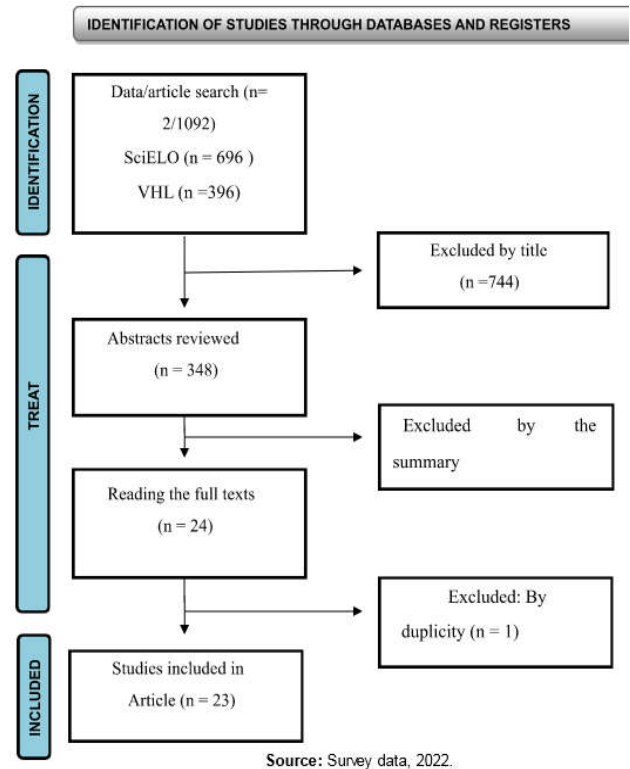 IDENTIFICATION OF STUDIES THROUGH DATABASES AND REGISTERS
IDENTIFICATION
Data/article search (n=
2/1092)
SciELO (n = 696 )
VHL (n =396)
Excluded by title
(n =744)
TREAT
Abstracts reviewed
(n = 348)
Excluded by the
summary
Reading the full texts
(n = 24)
Excluded: By
duplicity (n = 1)
INCLUDED
Studies included in
Article (n = 23)
Source: Survey data, 2022.